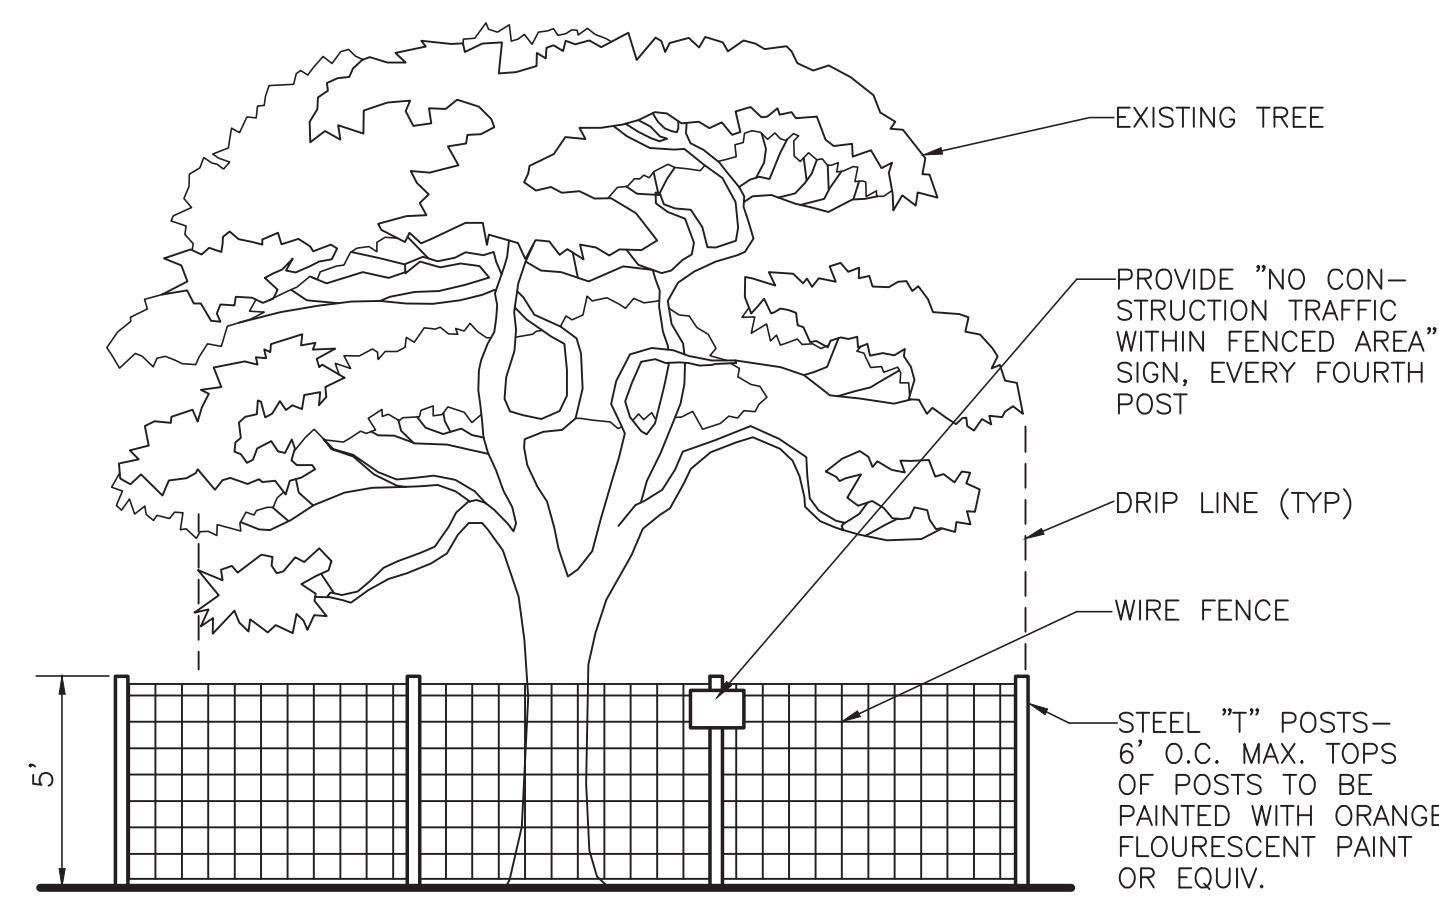 EXISTING TREE
PROVIDE "NO CON-
STRUCTION TRAFFIC
WITHIN FENCED AREA"
SIGN, EVERY FOURTH
POST
DRIP LINE (TYP)
WIRE FENCE
STEEL "T" POSTS-
6' O.C. MAX. TOPS
OF POSTS TO BE
PAINTED WITH ORANGE
FLOURESCENT PAINT
OR EQUIV.
5'